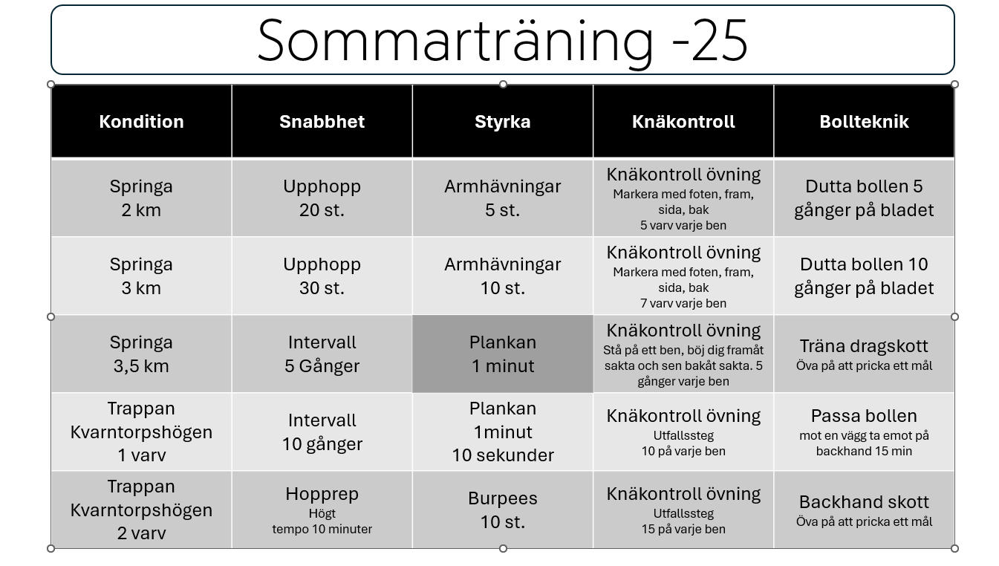 Sommarträning -25
Kondition
Snabbhet
Styrka
Knäkontroll
Bollteknik
Springa
2 km
Upphopp
20 st.
Armhävningar
5 st.
Knäkontroll övning
Markera med foten, fram,
sida, bak
5 varv varje ben
Dutta bollen 5
gånger på bladet
Springa
3 km
Upphopp
30 st.
Armhävningar
10 st.
Knäkontroll övning
Markera med foten, fram,
sida, bak
7 varv varje ben
Dutta bollen 10
gånger på bladet
Springa
3,5 km
Intervall
5 Gånger
Plankan
1 minut
Knäkontroll övning
Stå på ett ben, böj dig framåt
sakta och sen bakåt sakta. 5
gånger varje ben
Träna dragskott
Öva på att pricka ett mål
Trappan
Kvarntorpshögen
1 varv
Intervall
10 gånger
Plankan
1minut
10 sekunder
Knäkontroll övning
Utfallssteg
10 på varje ben
Passa bollen
mot en vägg ta emot på
backhand 15 min
Trappan
Kvarntorpshögen
2 varv
Hopprep
Högt
tempo 10 minuter
Burpees
10 st.
Knäkontroll övning
Utfallssteg
15 på varje ben
Backhand skott
Öva på att pricka ett mål